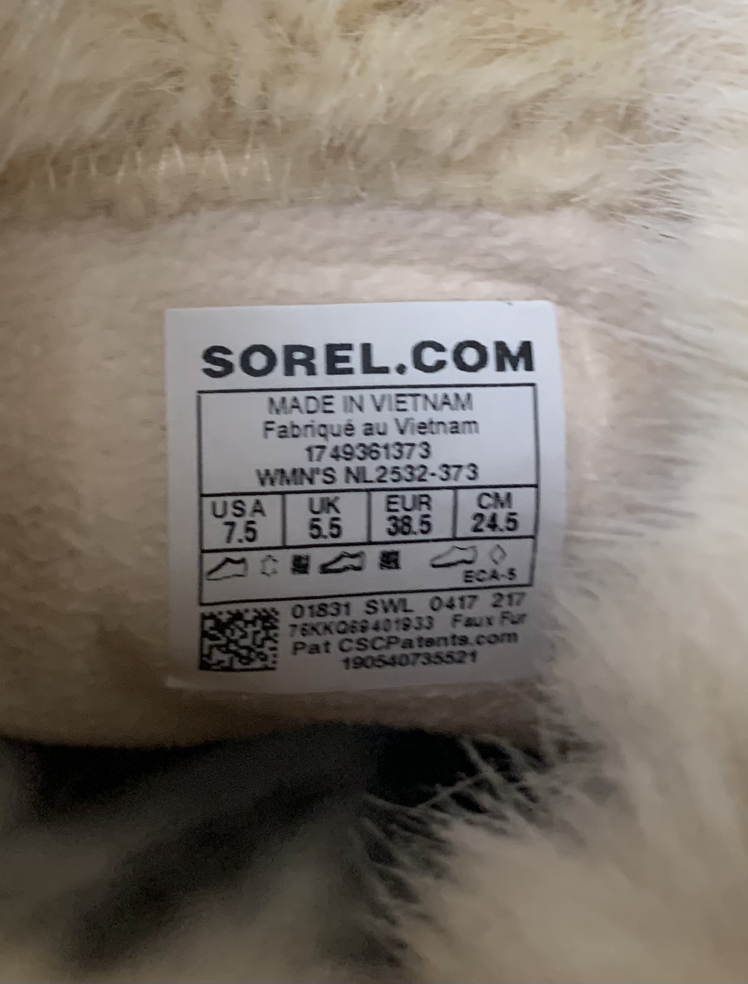 SOREL.COM
MADE IN VIETNAM
Fabriqué au Vietnam
1749361373
WMN'S NL2532-373
USA UK EUR CM
7.5 5.5 38.5 24.5
ECA-5
01831 SWL 0417 217
76KKQ69401933 Faux Fur
Pat CSCPatents.com
190540735521